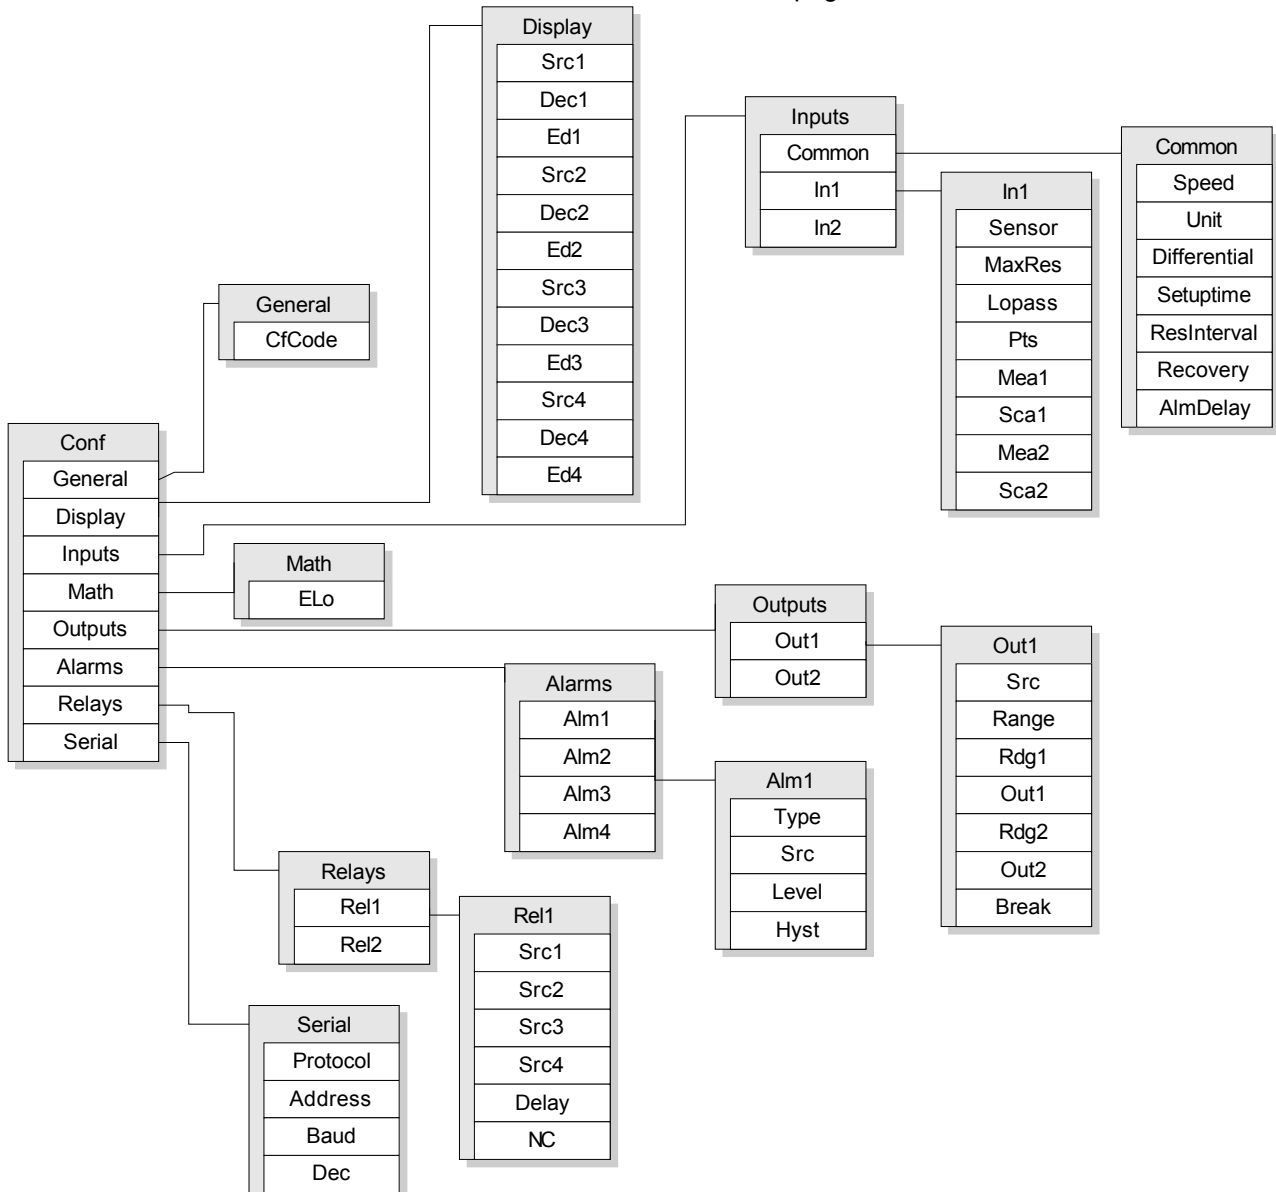 Display
Src1
Dec1
Ed1
Src2
Dec2
Ed2
Src3
Dec3
Ed3
Src4
Dec4
Ed4
Inputs
Common
In1
In2
Common
Speed
Unit
Differential
Setuptime
ResInterval
Recovery
AlmDelay
In1
Sensor
MaxRes
Lopass
Pts
Mea1
Sca1
Mea2
Sca2
General
CfCode
Conf
General
Display
Inputs
Math
Outputs
Alarms
Relays
Serial
Math
ELo
Outputs
Out1
Out2
Out1
Src
Range
Rdg1
Out1
Rdg2
Out2
Break
Alarms
Alm1
Alm2
Alm3
Alm4
Alm1
Type
Src
Level
Hyst
Relays
Rel1
Rel2
Rel1
Src1
Src2
Src3
Src4
Delay
NC
Serial
Protocol
Address
Baud
Dec